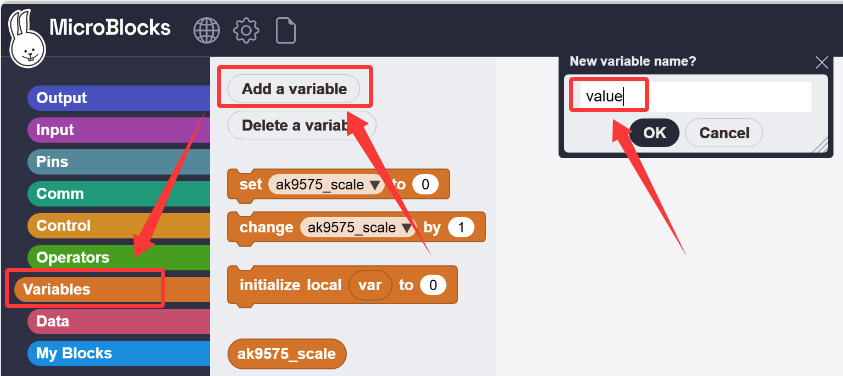 MicroBlocks
Output
Input
Pins
Comm
Control
Operators
Variables
Data
My Blocks
Add a variable
Delete a variable
set ak9575_scale ▼ to 0
change ak9575_scale ▼ by 1
initialize local var to 0
ak9575_scale
New variable name?
value
OK Cancel